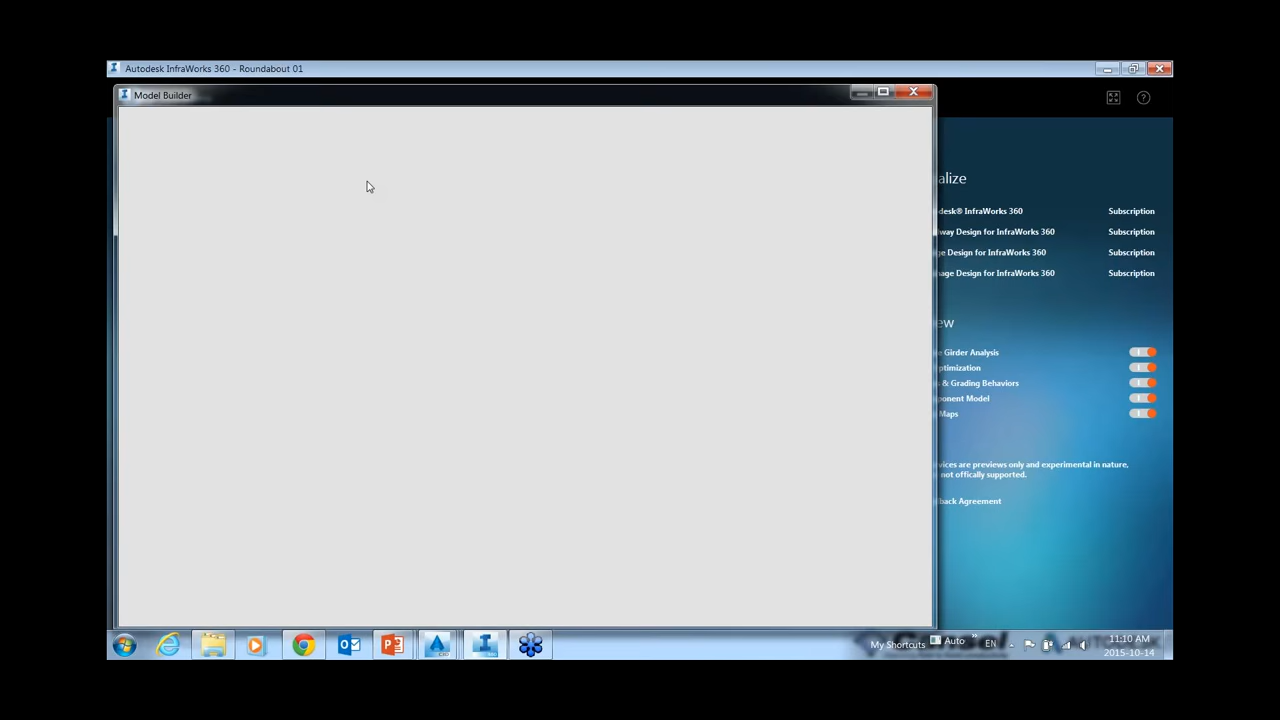 Autodesk InfraWorks 360 - Roundabout 01
Model Builder
alize
desk® InfraWorks 360 Subscription
way Design for InfraWorks 360 Subscription
ge Design for InfraWorks 360 Subscription
nage Design for InfraWorks 360 Subscription
ew
e Girder Analysis
ptimization
s & Grading Behaviors
ponent Model
Maps
vices are previews only and experimental in nature,
not offically supported.
back Agreement
My Shortcuts
Auto
EN
11:10 AM
2015-10-14